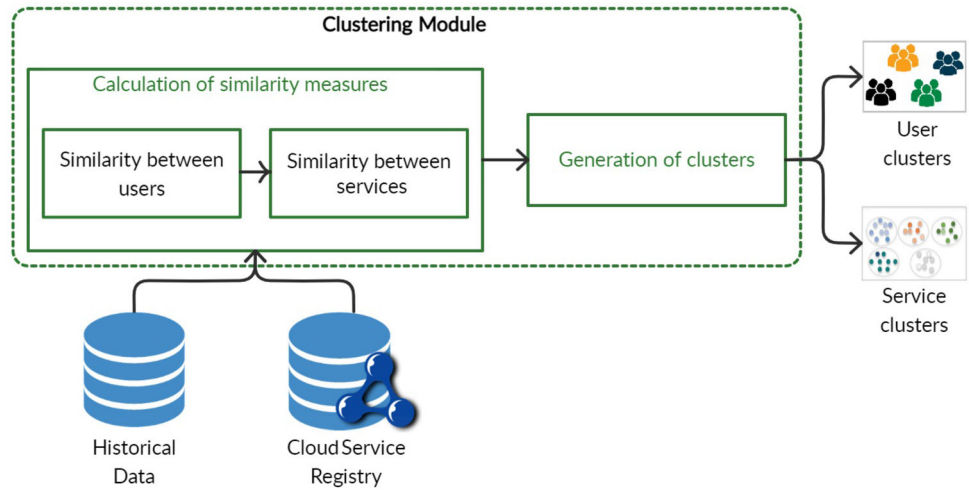 Clustering Module
Calculation of similarity measures
Similarity between
users
Similarity between
services
Generation of clusters
User
clusters
Service
clusters
Historical
Data
Cloud Service
Registry